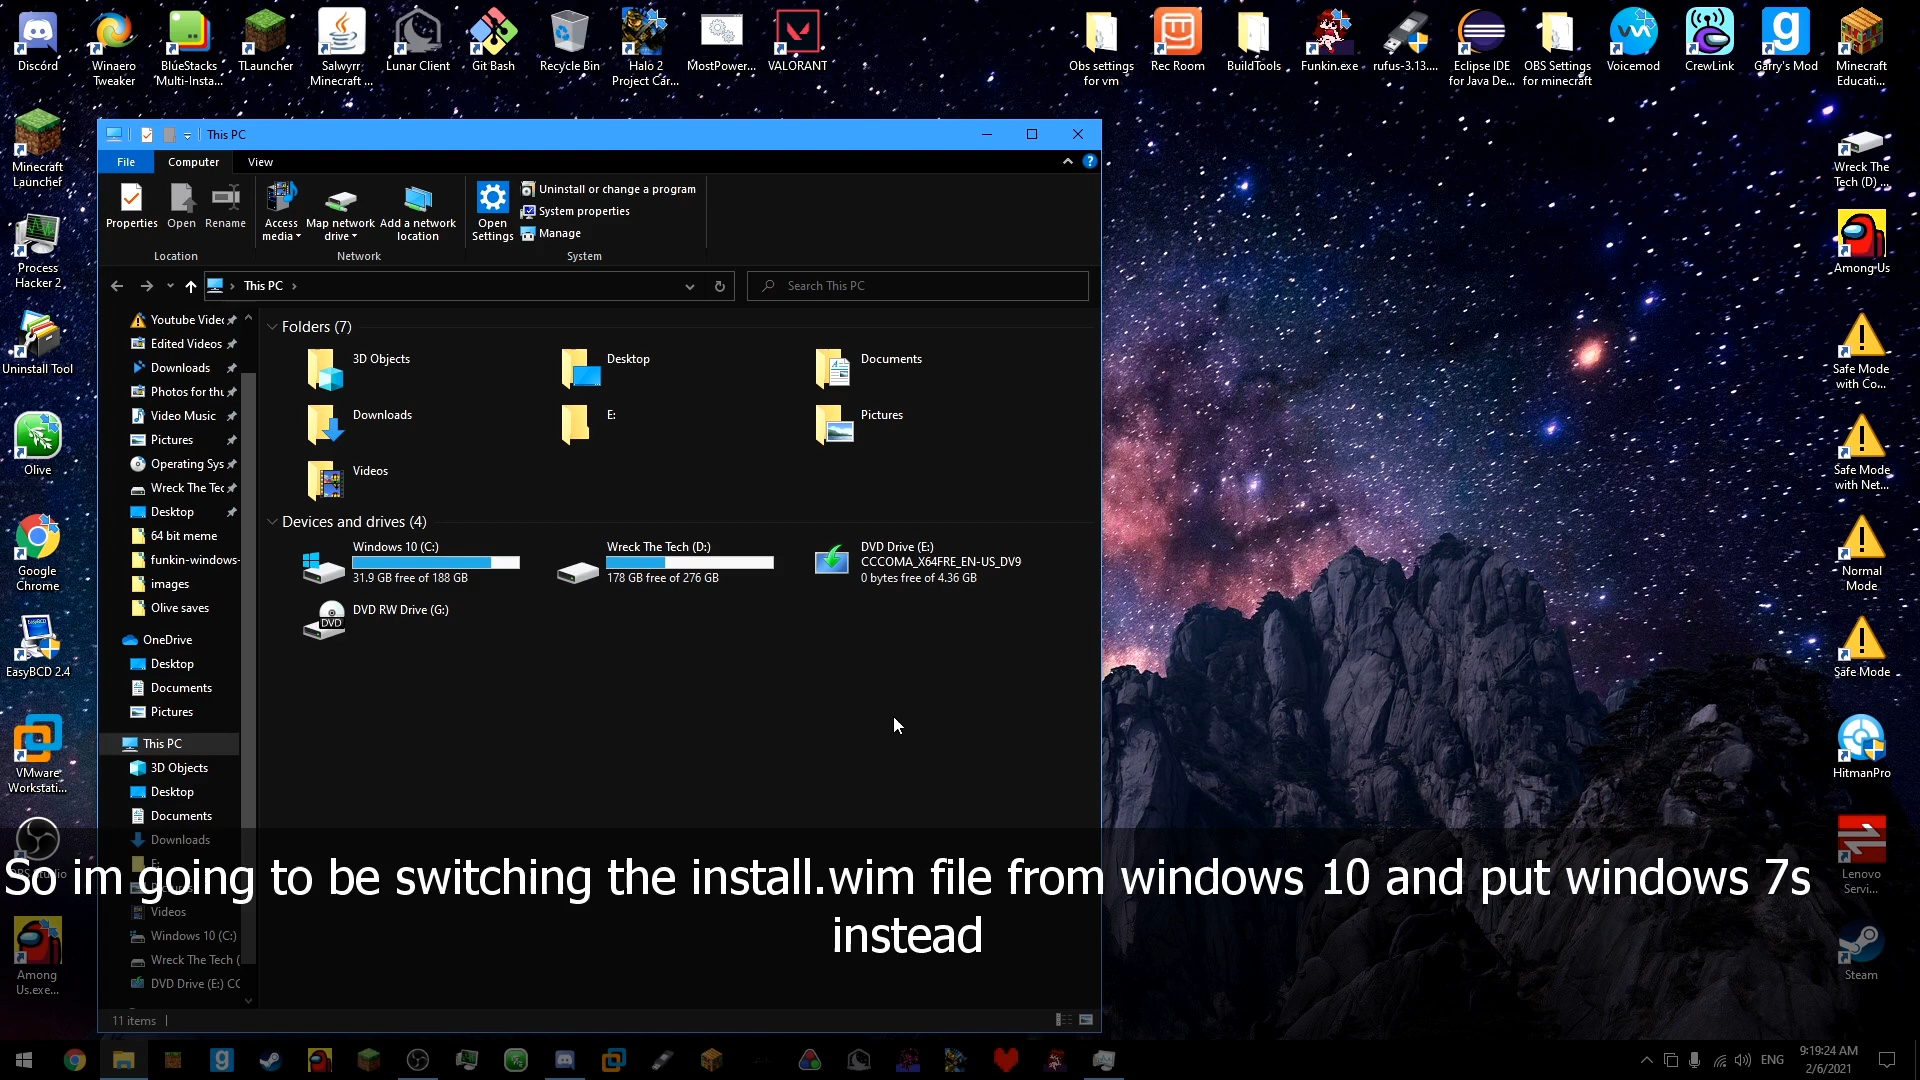 Discord
Winaero
Tweaker
BlueStacks
Multi-Insta...
TLauncher
Salwyrr
Minecraft ...
Lunar Client
Git Bash
Recycle Bin
Halo 2
Project Car...
MostPower...
VALORANT
Obs settings
for vm
Rec Room
BuildTools
Funkin.exe
rufus-3.13....
Eclipse IDE
for Java De...
OBS Settings
for minecraft
Voicemod
CrewLink
Garry's Mod
Minecraft
Educati...
Minecraft
Launcher
Process
Hacker 2
Uninstall Tool
Olive
Google
Chrome
EasyBCD 2.4
VMware
Workstati...
Among
Us.exe...
This PC
File
Computer
View
Properties
Open
Rename
Access
media
Map network
drive
Add a network
location
Open
Settings
Uninstall or change a program
System properties
Manage
Location
Network
System
This PC
Search This PC
Youtube Videc
Edited Videos
Downloads
Photos for thu
Video Music
Pictures
Operating Sys
Wreck The Tec
Desktop
64 bit meme
funkin-windows-
images
Olive saves
OneDrive
Desktop
Documents
Pictures
This PC
3D Objects
Desktop
Documents
Downloads
Videos
Windows 10 (C:)
Wreck The Tech (
DVD Drive (E:) CC
Folders (7)
3D Objects
Desktop
Documents
Downloads
E:
Pictures
Videos
Devices and drives (4)
Windows 10 (C:)
31.9 GB free of 188 GB
Wreck The Tech (D:)
178 GB free of 276 GB
DVD Drive (E:)
CCCOMA_X64FRE_EN-US_DV9
0 bytes free of 4.36 GB
DVD
DVD RW Drive (G:)
11 items
Wreck The
Tech (D) ...
Among Us
Safe Mode
with Co...
Safe Mode
with Net...
Normal
Mode
Safe Mode
HitmanPro
Lenovo
Servi...
Steam
So im going to be switching the install.wim file from windows 10 and put windows 7s
instead
ENG
9:19:24 AM
2/6/2021